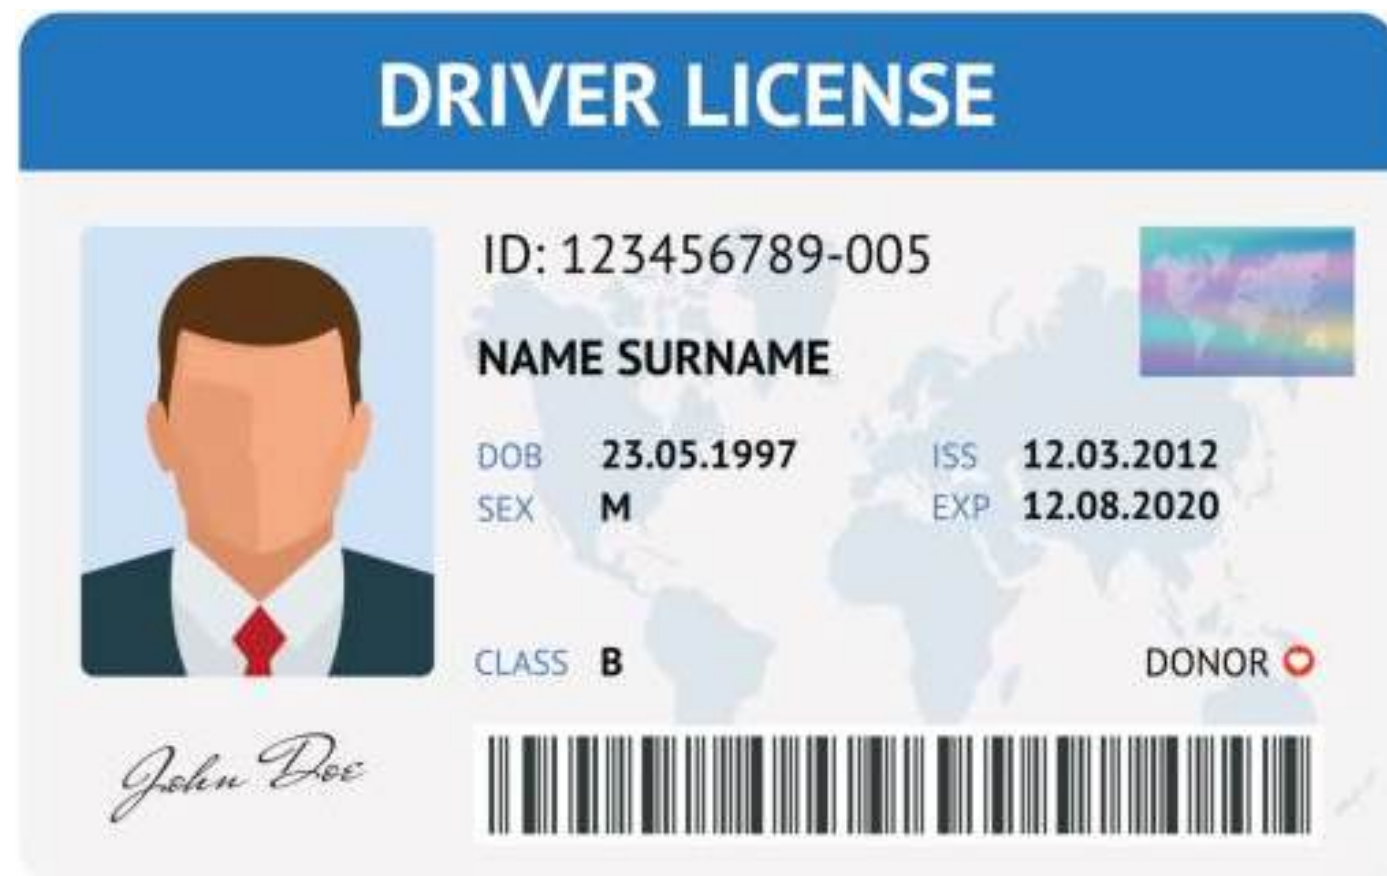 DRIVER LICENSE
ID: 123456789-005
NAME SURNAME
DOB 23.05.1997 ISS 12.03.2012
SEX M EXP 12.08.2020
CLASS B DONOR
John Doe